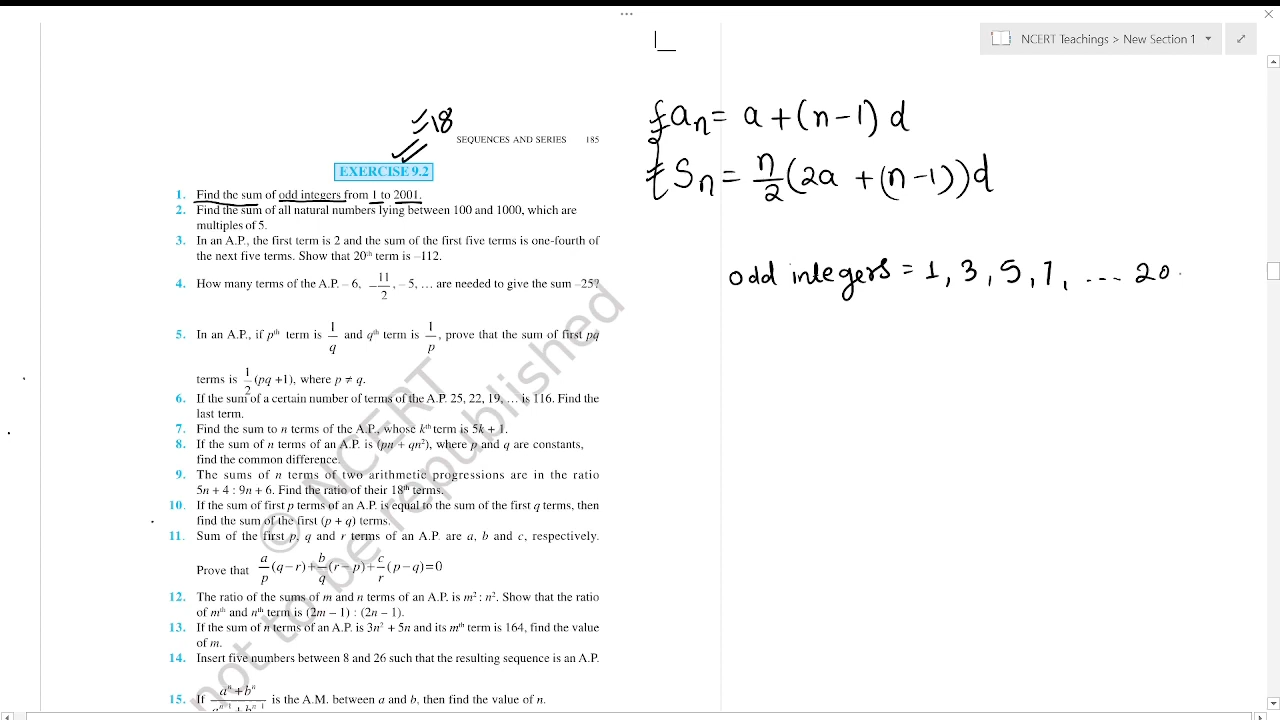 NCERT Teachings > New Section 1
18
SEQUENCES AND SERIES 185
EXERCISE 9.2
1. Find the sum of odd integers from 1 to 2001.
2. Find the sum of all natural numbers lying between 100 and 1000, which are
multiples of 5.
3. In an A.P., the first term is 2 and the sum of the first five terms is one-fourth of
the next five terms. Show that 20th term is –112.
4. How many terms of the A.P. – 6, –11/2, – 5, … are needed to give the sum –25?
5. In an A.P., if pth term is 1/q and qth term is 1/p, prove that the sum of first pq
terms is 1/2 (pq +1), where p ≠ q.
6. If the sum of a certain number of terms of the A.P. 25, 22, 19, … is 116. Find the
last term.
7. Find the sum to n terms of the A.P., whose kth term is 5k + 1.
8. If the sum of n terms of an A.P. is (pn + qn²), where p and q are constants,
find the common difference.
9. The sums of n terms of two arithmetic progressions are in the ratio
5n + 4 : 9n + 6. Find the ratio of their 18th terms.
10. If the sum of first p terms of an A.P. is equal to the sum of the first q terms, then
find the sum of the first (p + q) terms.
11. Sum of the first p, q and r terms of an A.P. are a, b and c, respectively.
Prove that a/p (q – r) + b/q (r – p) + c/r (p – q) = 0
12. The ratio of the sums of m and n terms of an A.P. is m² : n². Show that the ratio
of mth and nth term is (2m – 1) : (2n – 1).
13. If the sum of n terms of an A.P. is 3n² + 5n and its mth term is 164, find the value
of m.
14. Insert five numbers between 8 and 26 such that the resulting sequence is an A.P.
15. If (aⁿ + bⁿ)/(aⁿ⁻¹ + bⁿ⁻¹) is the A.M. between a and b, then find the value of n.
© NCERT
not to be republished
aₙ = a + (n – 1) d
Sₙ = n/2 (2a + (n – 1)) d
odd integers = 1, 3, 5, 7, ... 20